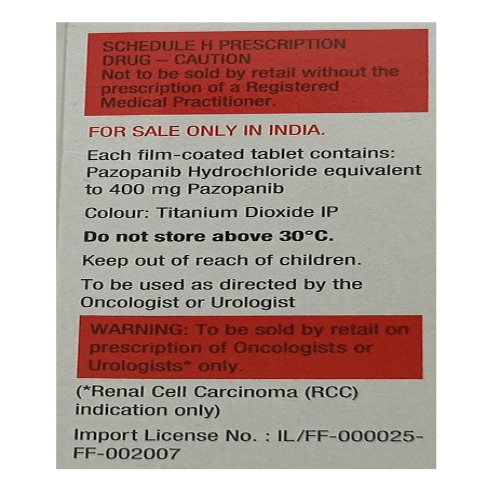 SCHEDULE H PRESCRIPTION
DRUG – CAUTION
Not to be sold by retail without the
prescription of a Registered
Medical Practitioner.
FOR SALE ONLY IN INDIA.
Each film-coated tablet contains:
Pazopanib Hydrochloride equivalent
to 400 mg Pazopanib
Colour: Titanium Dioxide IP
Do not store above 30°C.
Keep out of reach of children.
To be used as directed by the
Oncologist or Urologist
WARNING: To be sold by retail on
prescription of Oncologists or
Urologists* only.
(*Renal Cell Carcinoma (RCC)
indication only)
Import License No. : IL/FF-000025-
FF-002007